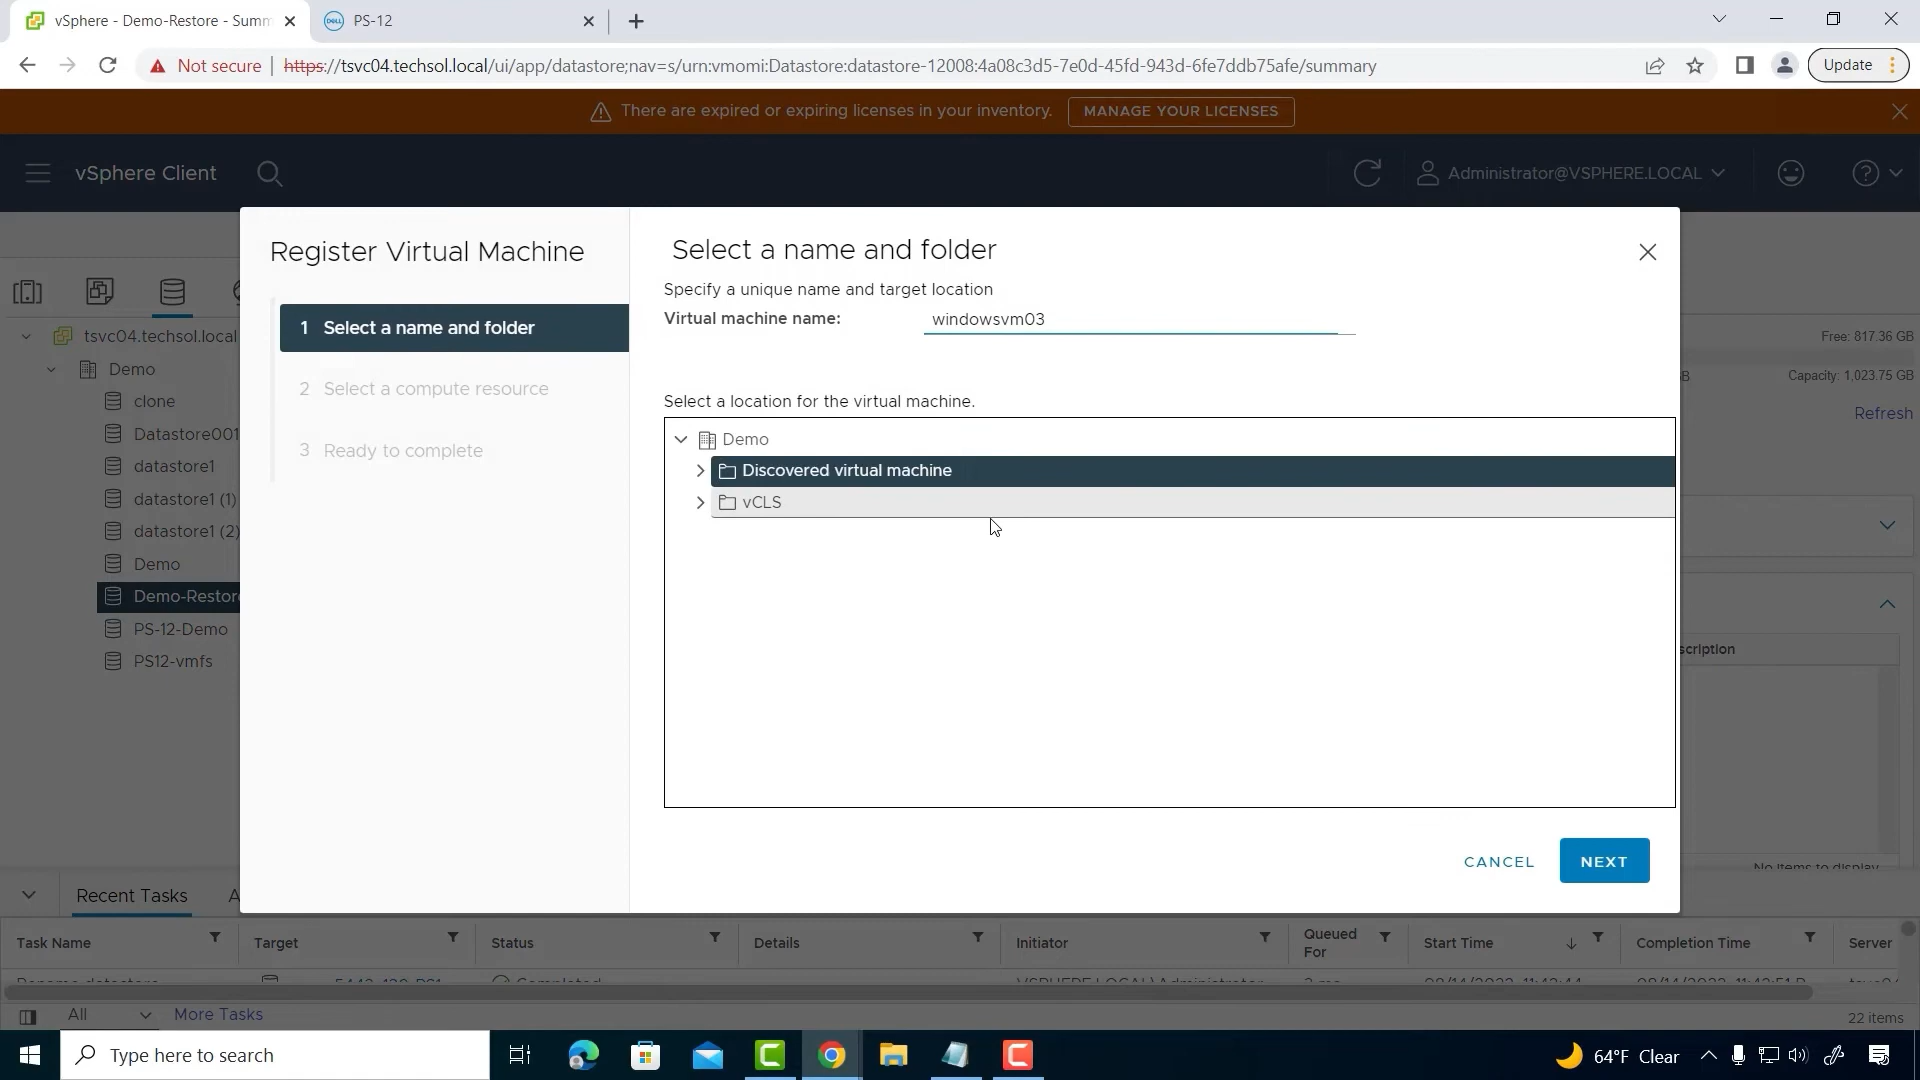 vSphere - Demo-Restore - Summ
PS-12
Not secure
https://tsvc04.techsol.local/ui/app/datastore;nav=s/urn:vmomi:Datastore:datastore-12008:4a08c3d5-7e0d-45fd-943d-6fe7ddb75afe/summary
Update
There are expired or expiring licenses in your inventory.
MANAGE YOUR LICENSES
vSphere Client
Administrator@VSPHERE.LOCAL
Register Virtual Machine
1 Select a name and folder
2 Select a compute resource
3 Ready to complete
Select a name and folder
Specify a unique name and target location
Virtual machine name:
windowsvm03
Select a location for the virtual machine.
Demo
Discovered virtual machine
vCLS
CANCEL
NEXT
tsvc04.techsol.local
Demo
clone
Datastore001
datastore1
datastore1 (1)
datastore1 (2)
Demo
Demo-Restore
PS-12-Demo
PS12-vmfs
Free: 817.36 GB
Capacity: 1,023.75 GB
Refresh
scription
No items to display
Recent Tasks
A
Task Name
Target
Status
Details
Initiator
Queued For
Start Time
Completion Time
Server
All
More Tasks
22 items
Type here to search
64°F Clear